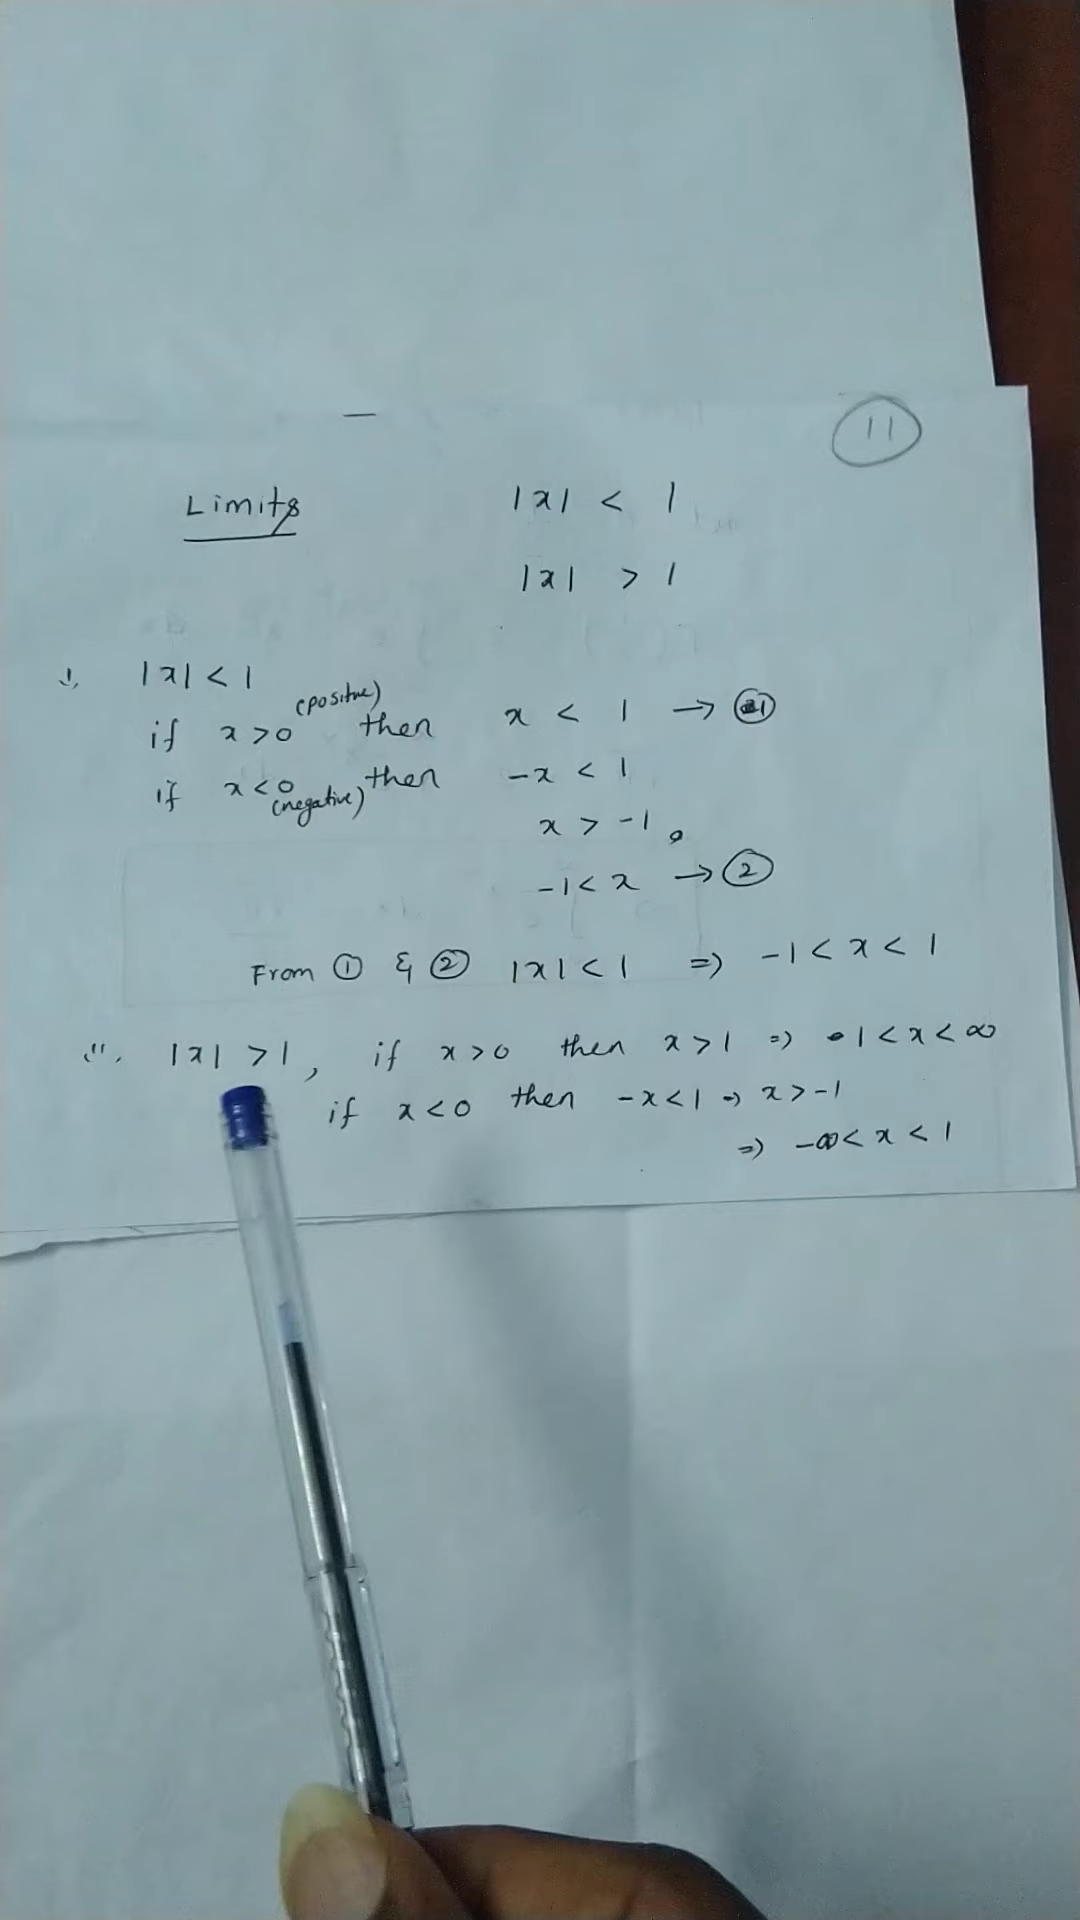 11
Limits
|x| < 1
|x| > 1
i, |x| < 1
if x > 0 (positive) then x < 1 → ①
if x < 0 (negative) then -x < 1
x > -1,
-1 < x → ②
From ① & ② |x| < 1 ⇒ -1 < x < 1
ii. |x| > 1, if x > 0 then x > 1 ⇒ 1 < x < ∞
if x < 0 then -x < 1 ⇒ x > -1
⇒ -∞ < x < 1